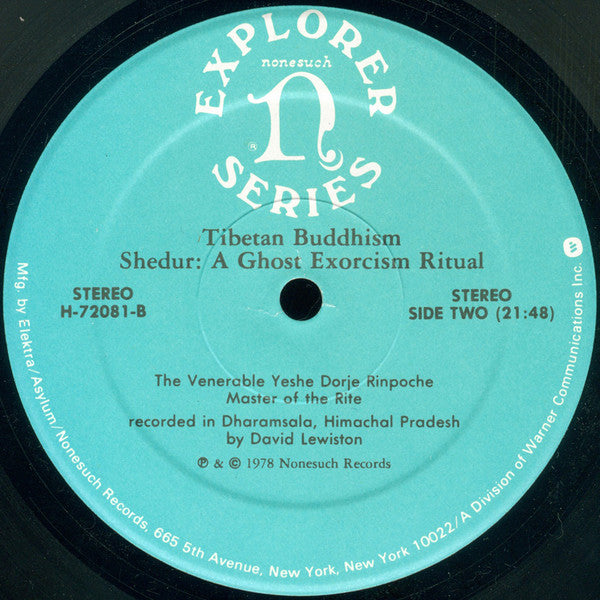 EXPLORER
nonesuch
n
®
SERIES
Tibetan Buddhism
Shedur: A Ghost Exorcism Ritual
STEREO
H-72081-B
STEREO
SIDE TWO (21:48)
The Venerable Yeshe Dorje Rinpoche
Master of the Rite
recorded in Dharamsala, Himachal Pradesh
by David Lewiston
℗ & © 1978 Nonesuch Records
Mfg. by Elektra/Asylum/Nonesuch Records, 665 5th Avenue, New York, New York 10022/A Division of Warner Communications Inc.